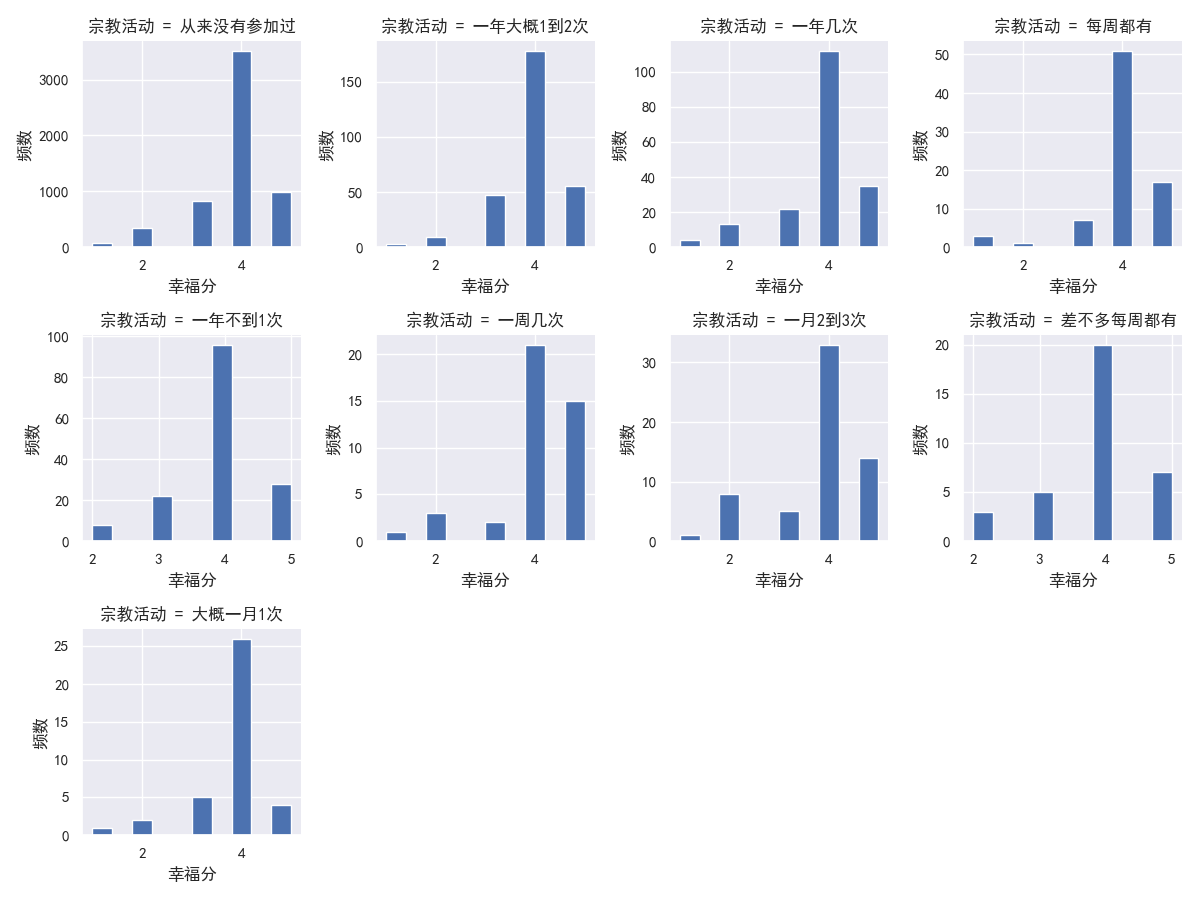 宗教活动 = 从来没有参加过
3000
2000
1000
0
2
4
频数
幸福分
宗教活动 = 一年大概1到2次
150
100
50
0
2
4
频数
幸福分
宗教活动 = 一年几次
100
80
60
40
20
0
2
4
频数
幸福分
宗教活动 = 每周都有
50
40
30
20
10
0
2
4
频数
幸福分
宗教活动 = 一年不到1次
100
80
60
40
20
0
2
3
4
5
频数
幸福分
宗教活动 = 一周几次
20
15
10
5
0
2
4
频数
幸福分
宗教活动 = 一月2到3次
30
20
10
0
2
4
频数
幸福分
宗教活动 = 差不多每周都有
20
15
10
5
0
2
3
4
5
频数
幸福分
宗教活动 = 大概一月1次
25
20
15
10
5
0
2
4
频数
幸福分